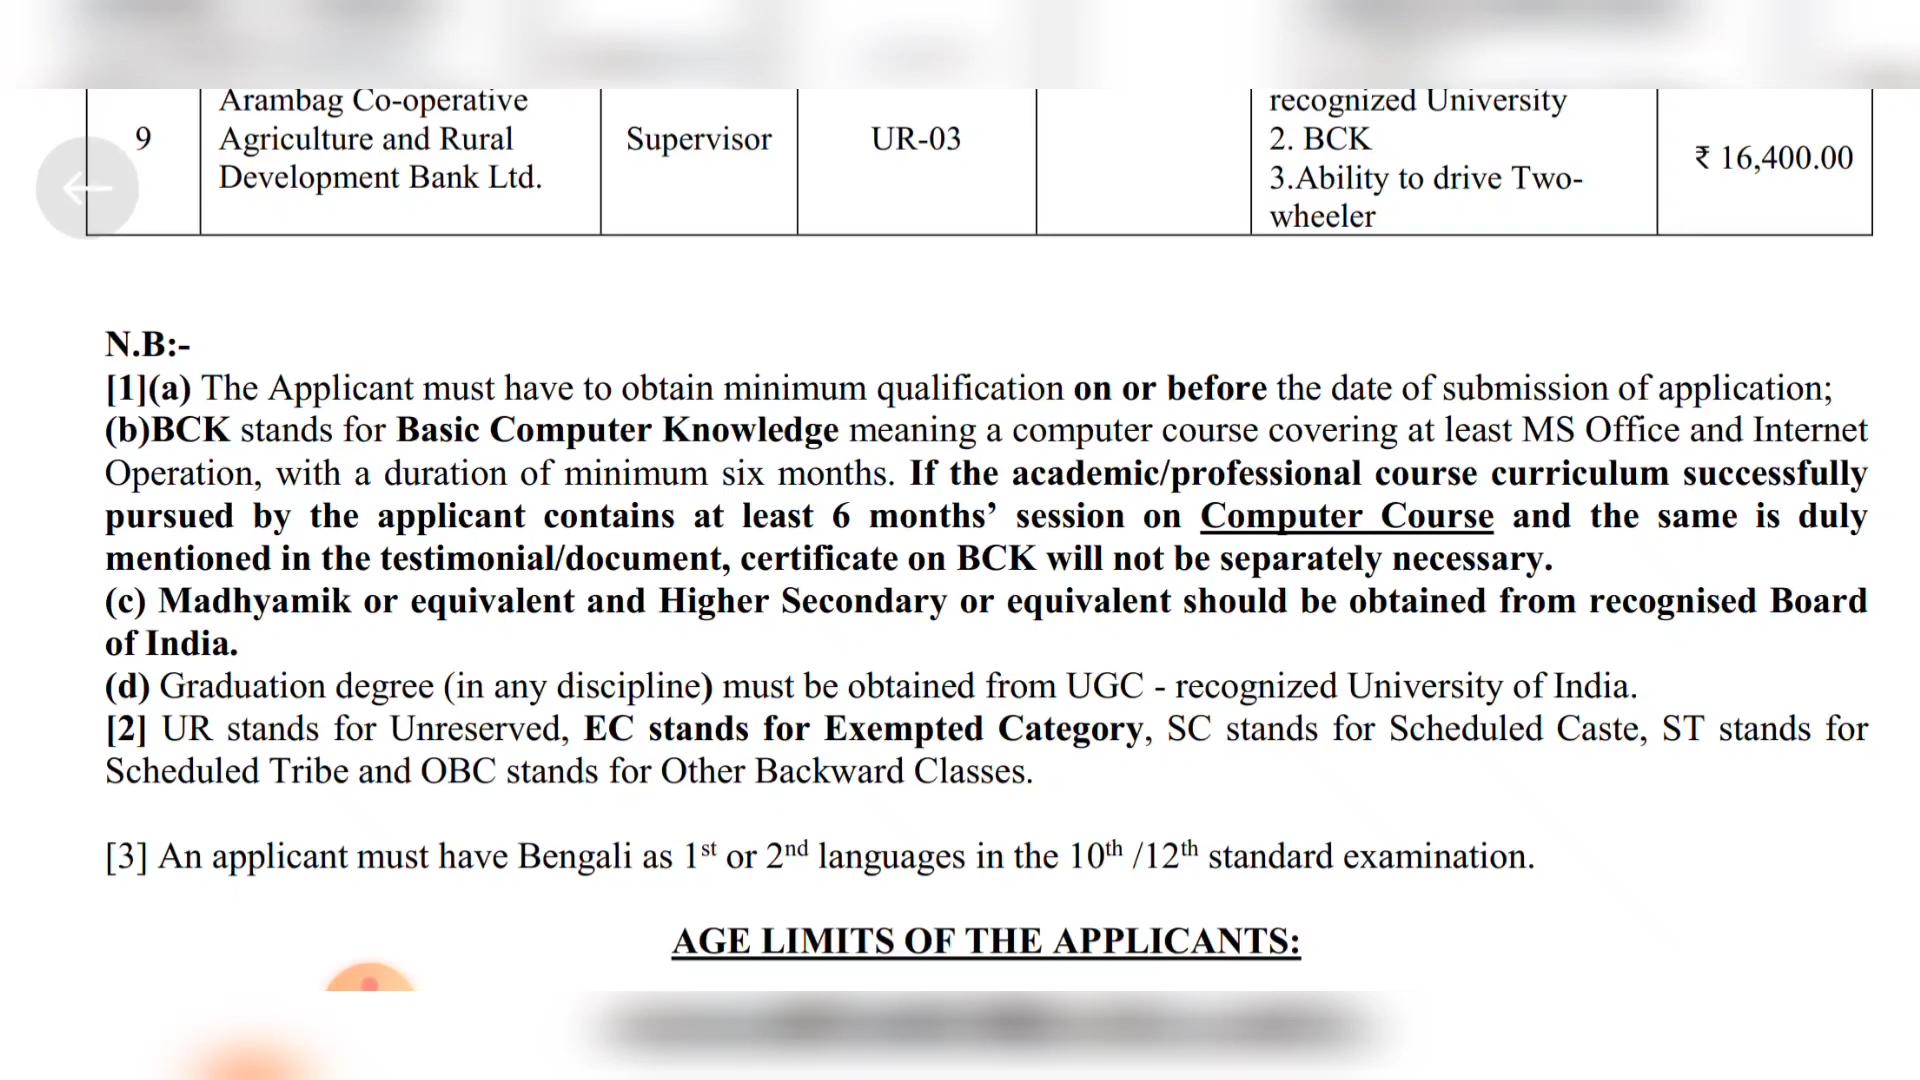 9
Arambag Co-operative
Agriculture and Rural
Development Bank Ltd.
Supervisor
UR-03
recognized University
2. BCK
3.Ability to drive Two-
wheeler
₹ 16,400.00
N.B:-
[1](a) The Applicant must have to obtain minimum qualification on or before the date of submission of application;
(b)BCK stands for Basic Computer Knowledge meaning a computer course covering at least MS Office and Internet
Operation, with a duration of minimum six months. If the academic/professional course curriculum successfully
pursued by the applicant contains at least 6 months’ session on Computer Course and the same is duly
mentioned in the testimonial/document, certificate on BCK will not be separately necessary.
(c) Madhyamik or equivalent and Higher Secondary or equivalent should be obtained from recognised Board
of India.
(d) Graduation degree (in any discipline) must be obtained from UGC - recognized University of India.
[2] UR stands for Unreserved, EC stands for Exempted Category, SC stands for Scheduled Caste, ST stands for
Scheduled Tribe and OBC stands for Other Backward Classes.
[3] An applicant must have Bengali as 1st or 2nd languages in the 10th /12th standard examination.
AGE LIMITS OF THE APPLICANTS: